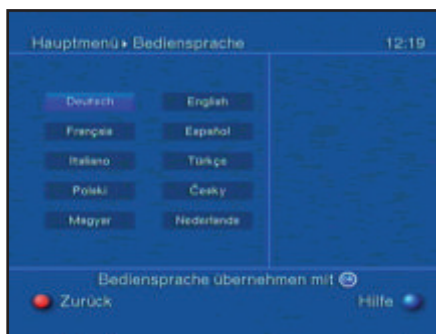 Hauptmenü▸Bediensprache 12:19
Deutsch English
Français Español
Italiano Türkçe
Polski Česky
Magyar Nederlands
Bediensprache übernehmen mit OK
Zurück Hilfe